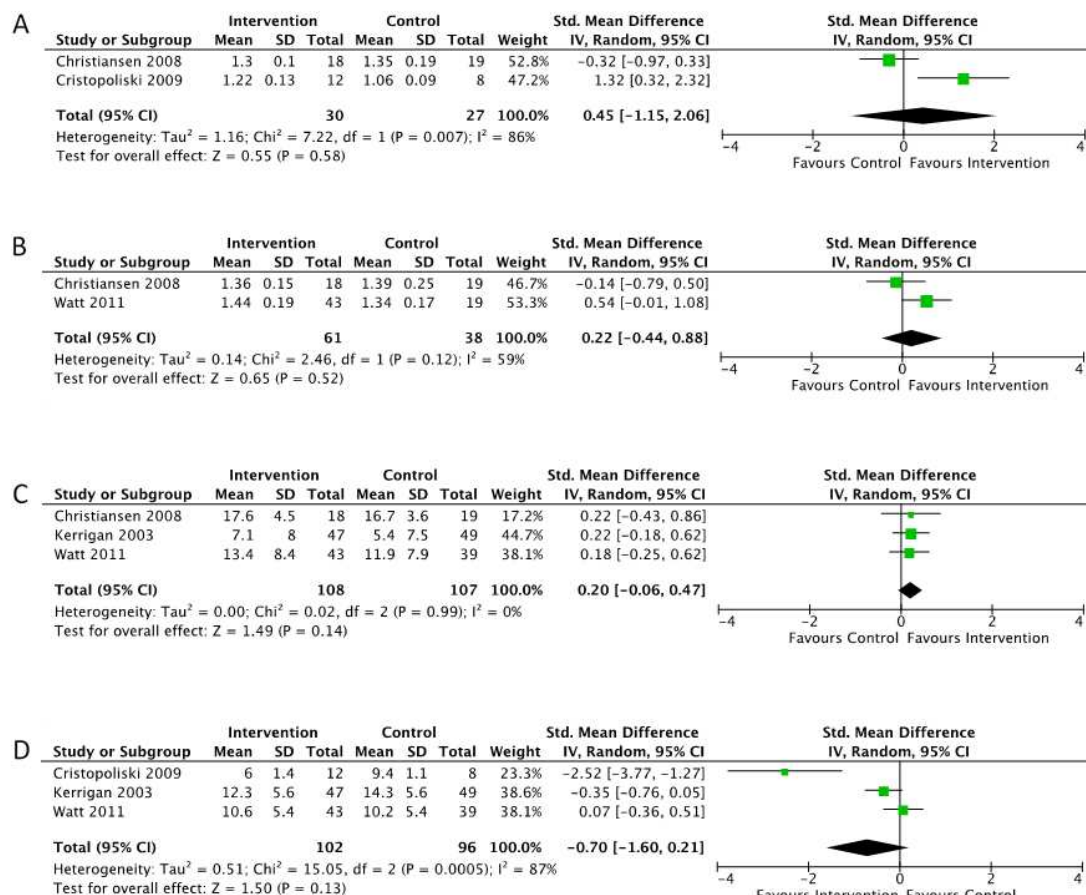 A
Intervention Control Std. Mean Difference Std. Mean Difference
Study or Subgroup Mean SD Total Mean SD Total Weight IV, Random, 95% CI IV, Random, 95% CI
Christiansen 2008 1.3 0.1 18 1.35 0.19 19 52.8% −0.32 [−0.97, 0.33]
Cristopoliski 2009 1.22 0.13 12 1.06 0.09 8 47.2% 1.32 [0.32, 2.32]
Total (95% CI) 30 27 100.0% 0.45 [−1.15, 2.06]
Heterogeneity: Tau² = 1.16; Chi² = 7.22, df = 1 (P = 0.007); I² = 86%
Test for overall effect: Z = 0.55 (P = 0.58)
−4 −2 0 2 4
Favours Control Favours Intervention
B
Intervention Control Std. Mean Difference Std. Mean Difference
Study or Subgroup Mean SD Total Mean SD Total Weight IV, Random, 95% CI IV, Random, 95% CI
Christiansen 2008 1.36 0.15 18 1.39 0.25 19 46.7% −0.14 [−0.79, 0.50]
Watt 2011 1.44 0.19 43 1.34 0.17 19 53.3% 0.54 [−0.01, 1.08]
Total (95% CI) 61 38 100.0% 0.22 [−0.44, 0.88]
Heterogeneity: Tau² = 0.14; Chi² = 2.46, df = 1 (P = 0.12); I² = 59%
Test for overall effect: Z = 0.65 (P = 0.52)
−4 −2 0 2 4
Favours Control Favours Intervention
C
Intervention Control Std. Mean Difference Std. Mean Difference
Study or Subgroup Mean SD Total Mean SD Total Weight IV, Random, 95% CI IV, Random, 95% CI
Christiansen 2008 17.6 4.5 18 16.7 3.6 19 17.2% 0.22 [−0.43, 0.86]
Kerrigan 2003 7.1 8 47 5.4 7.5 49 44.7% 0.22 [−0.18, 0.62]
Watt 2011 13.4 8.4 43 11.9 7.9 39 38.1% 0.18 [−0.25, 0.62]
Total (95% CI) 108 107 100.0% 0.20 [−0.06, 0.47]
Heterogeneity: Tau² = 0.00; Chi² = 0.02, df = 2 (P = 0.99); I² = 0%
Test for overall effect: Z = 1.49 (P = 0.14)
−4 −2 0 2 4
Favours Control Favours Intervention
D
Intervention Control Std. Mean Difference Std. Mean Difference
Study or Subgroup Mean SD Total Mean SD Total Weight IV, Random, 95% CI IV, Random, 95% CI
Cristopoliski 2009 6 1.4 12 9.4 1.1 8 23.3% −2.52 [−3.77, −1.27]
Kerrigan 2003 12.3 5.6 47 14.3 5.6 49 38.6% −0.35 [−0.76, 0.05]
Watt 2011 10.6 5.4 43 10.2 5.4 39 38.1% 0.07 [−0.36, 0.51]
Total (95% CI) 102 96 100.0% −0.70 [−1.60, 0.21]
Heterogeneity: Tau² = 0.51; Chi² = 15.05, df = 2 (P = 0.0005); I² = 87%
Test for overall effect: Z = 1.50 (P = 0.13)
−4 −2 0 2 4
Favours Intervention Favours Control